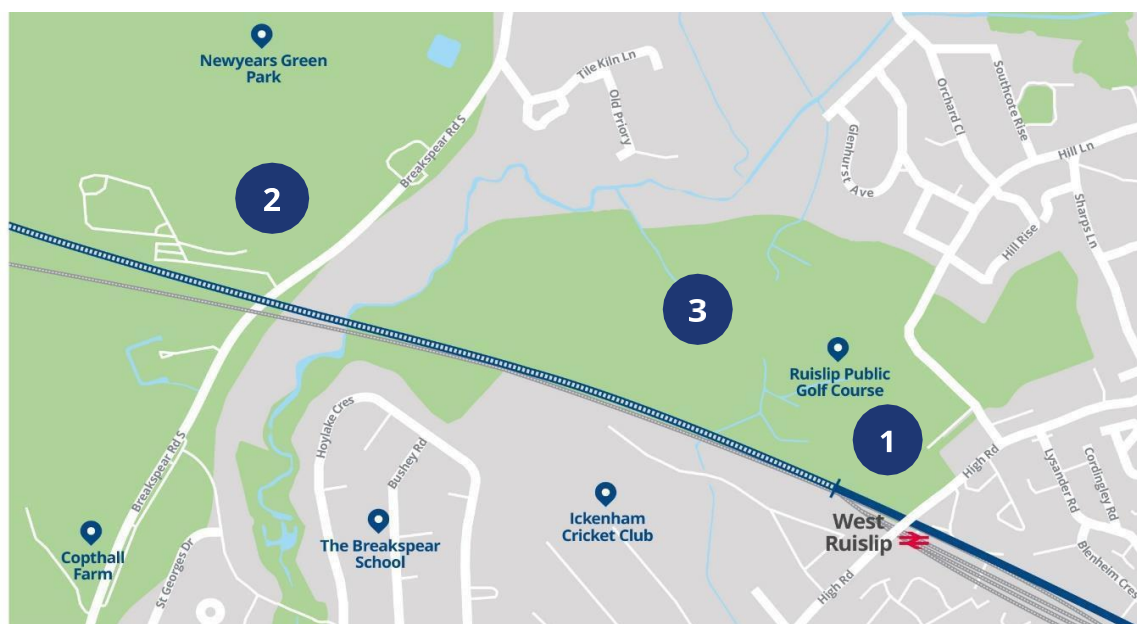 Newyears Green
Park
Tile Kiln Ln
Old Priory
Breakspear Rd S
Glenhurst Ave
Orchard Cl
Southcote Rise
Hill Ln
Sharps Ln
Hill Rise
2
3
Ruislip Public
Golf Course
1
Hoylake Cres
Bushey Rd
Breakspear Rd S
High Rd
Lysander Rd
Cordingley Rd
Ickenham
Cricket Club
West
Ruislip
The Breakspear
School
Copthall
Farm
St Georges Dr
High Rd
Blenheim Cres